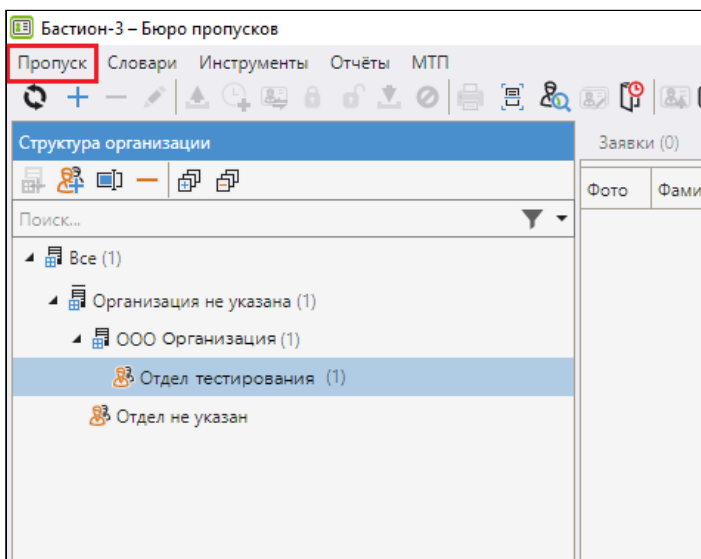 Бастион-3 – Бюро пропусков
Пропуск Словари Инструменты Отчёты МТП
Структура организации
Заявки (0)
Поиск...
Фото
Все (1)
Организация не указана (1)
ООО Организация (1)
Отдел тестирования (1)
Отдел не указан